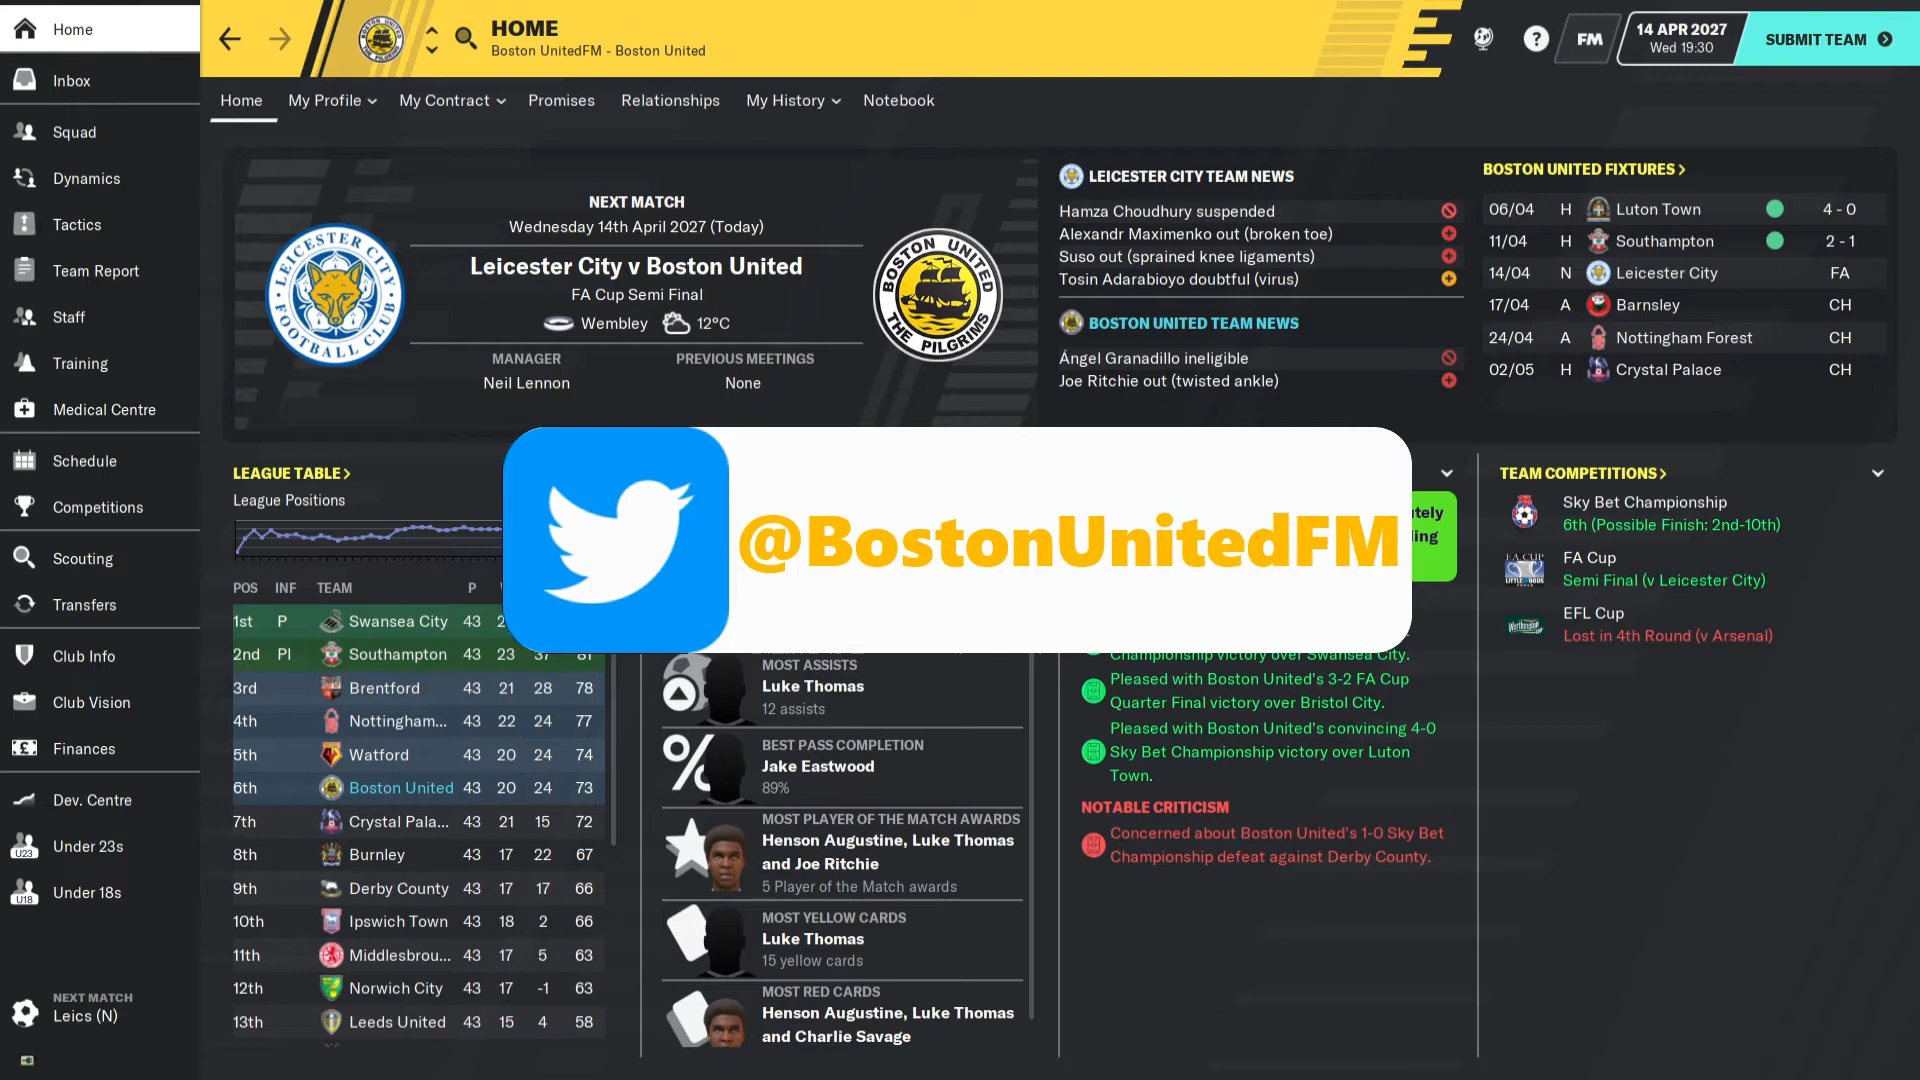 Home
Inbox
Squad
Dynamics
Tactics
Team Report
Staff
Training
Medical Centre
Schedule
Competitions
Scouting
Transfers
Club Info
Club Vision
Finances
Dev. Centre
U23
Under 23s
U18
Under 18s
NEXT MATCH
Leics (N)
BOSTON UNITED
THE PILGRIMS
HOME
Boston UnitedFM - Boston United
?
FM
14 APR 2027
Wed 19:30
SUBMIT TEAM
Home My Profile My Contract Promises Relationships My History Notebook
NEXT MATCH
Wednesday 14th April 2027 (Today)
Leicester City v Boston United
FA Cup Semi Final
Wembley 12°C
MANAGER PREVIOUS MEETINGS
Neil Lennon None
LEICESTER CITY
FOOTBALL CLUB
BOSTON UNITED
THE PILGRIMS
LEICESTER CITY TEAM NEWS
Hamza Choudhury suspended
Alexandr Maximenko out (broken toe)
Suso out (sprained knee ligaments)
Tosin Adarabioyo doubtful (virus)
BOSTON UNITED TEAM NEWS
Ángel Granadillo ineligible
Joe Ritchie out (twisted ankle)
BOSTON UNITED FIXTURES
06/04 H Luton Town 4 - 0
11/04 H Southampton 2 - 1
14/04 N Leicester City FA
17/04 A Barnsley CH
24/04 A Nottingham Forest CH
02/05 H Crystal Palace CH
@BostonUnitedFM
LEAGUE TABLE
League Positions
POS INF TEAM P
1st P Swansea City 43
2nd Pl Southampton 43 23 37 81
3rd Brentford 43 21 28 78
4th Nottingham... 43 22 24 77
5th Watford 43 20 24 74
6th Boston United 43 20 24 73
7th Crystal Pala... 43 21 15 72
8th Burnley 43 17 22 67
9th Derby County 43 17 17 66
10th Ipswich Town 43 18 2 66
11th Middlesbrou... 43 17 5 63
12th Norwich City 43 17 -1 63
13th Leeds United 43 15 4 58
MOST ASSISTS
Luke Thomas
12 assists
BEST PASS COMPLETION
Jake Eastwood
89%
MOST PLAYER OF THE MATCH AWARDS
Henson Augustine, Luke Thomas
and Joe Ritchie
5 Player of the Match awards
MOST YELLOW CARDS
Luke Thomas
15 yellow cards
MOST RED CARDS
Henson Augustine, Luke Thomas
and Charlie Savage
Championship victory over Swansea City.
Pleased with Boston United's 3-2 FA Cup
Quarter Final victory over Bristol City.
Pleased with Boston United's convincing 4-0
Sky Bet Championship victory over Luton
Town.
NOTABLE CRITICISM
Concerned about Boston United's 1-0 Sky Bet
Championship defeat against Derby County.
TEAM COMPETITIONS
Sky Bet Championship
6th (Possible Finish: 2nd-10th)
FA Cup
Semi Final (v Leicester City)
EFL Cup
Lost in 4th Round (v Arsenal)